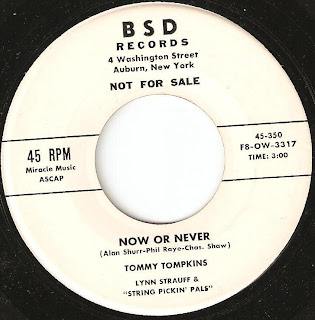 BSD
RECORDS
4 Washington Street
Auburn, New York
NOT FOR SALE
45 RPM
Miracle Music
ASCAP
45-350
F8-OW-3317
TIME: 3:00
NOW OR NEVER
(Alan Shurr-Phil Raye-Chas. Shaw)
TOMMY TOMPKINS
LYNN STRAUFF &
"STRING PICKIN' PALS"